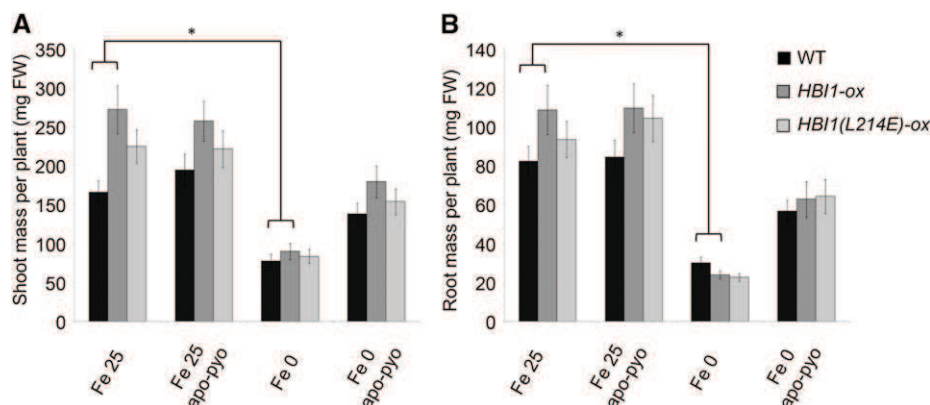 A
Shoot mass per plant (mg FW)
350
300
250
200
150
100
50
0
*
Fe 25
Fe 25
apo-pyo
Fe 0
Fe 0
apo-pyo
B
Root mass per plant (mg FW)
140
120
100
80
60
40
20
0
*
Fe 25
Fe 25
apo-pyo
Fe 0
Fe 0
apo-pyo
WT
HBI1-ox
HBI1(L214E)-ox